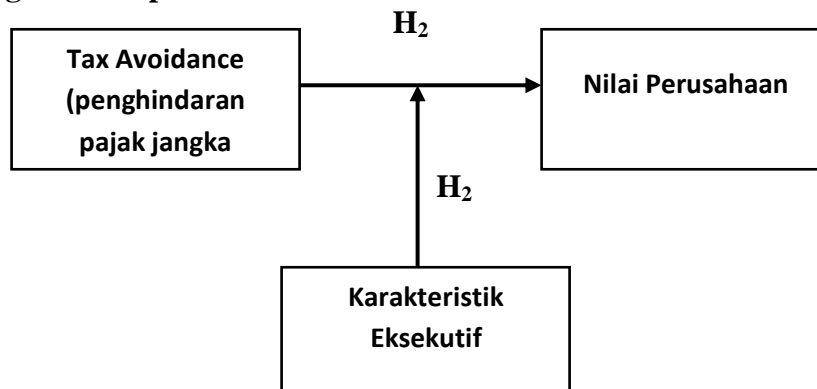 H₂
Tax Avoidance
(penghindaran
pajak jangka
Nilai Perusahaan
H₂
Karakteristik
Eksekutif